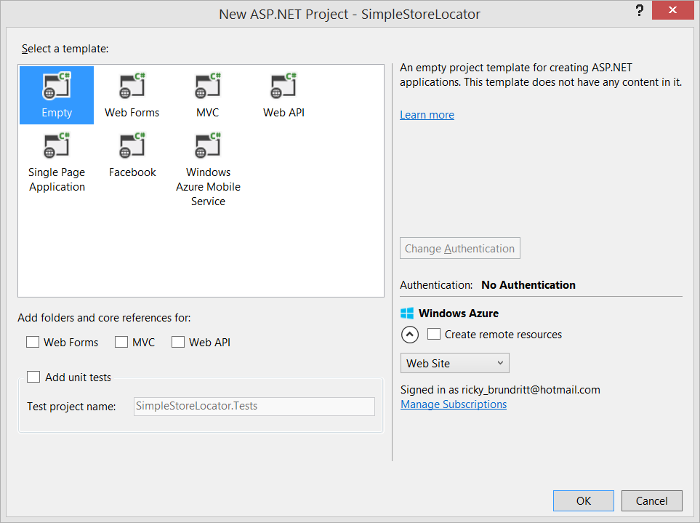 New ASP.NET Project - SimpleStoreLocator
?
Select a template:
C#
C#
C#
C#
Empty
Web Forms
MVC
Web API
C#
C#
C#
Single Page
Application
Facebook
Windows
Azure Mobile
Service
An empty project template for creating ASP.NET
applications. This template does not have any content in it.
Learn more
Change Authentication
Authentication: No Authentication
Windows Azure
Create remote resources
Web Site
Signed in as ricky_brundritt@hotmail.com
Manage Subscriptions
Add folders and core references for:
Web Forms
MVC
Web API
Add unit tests
Test project name:
SimpleStoreLocator.Tests
OK
Cancel